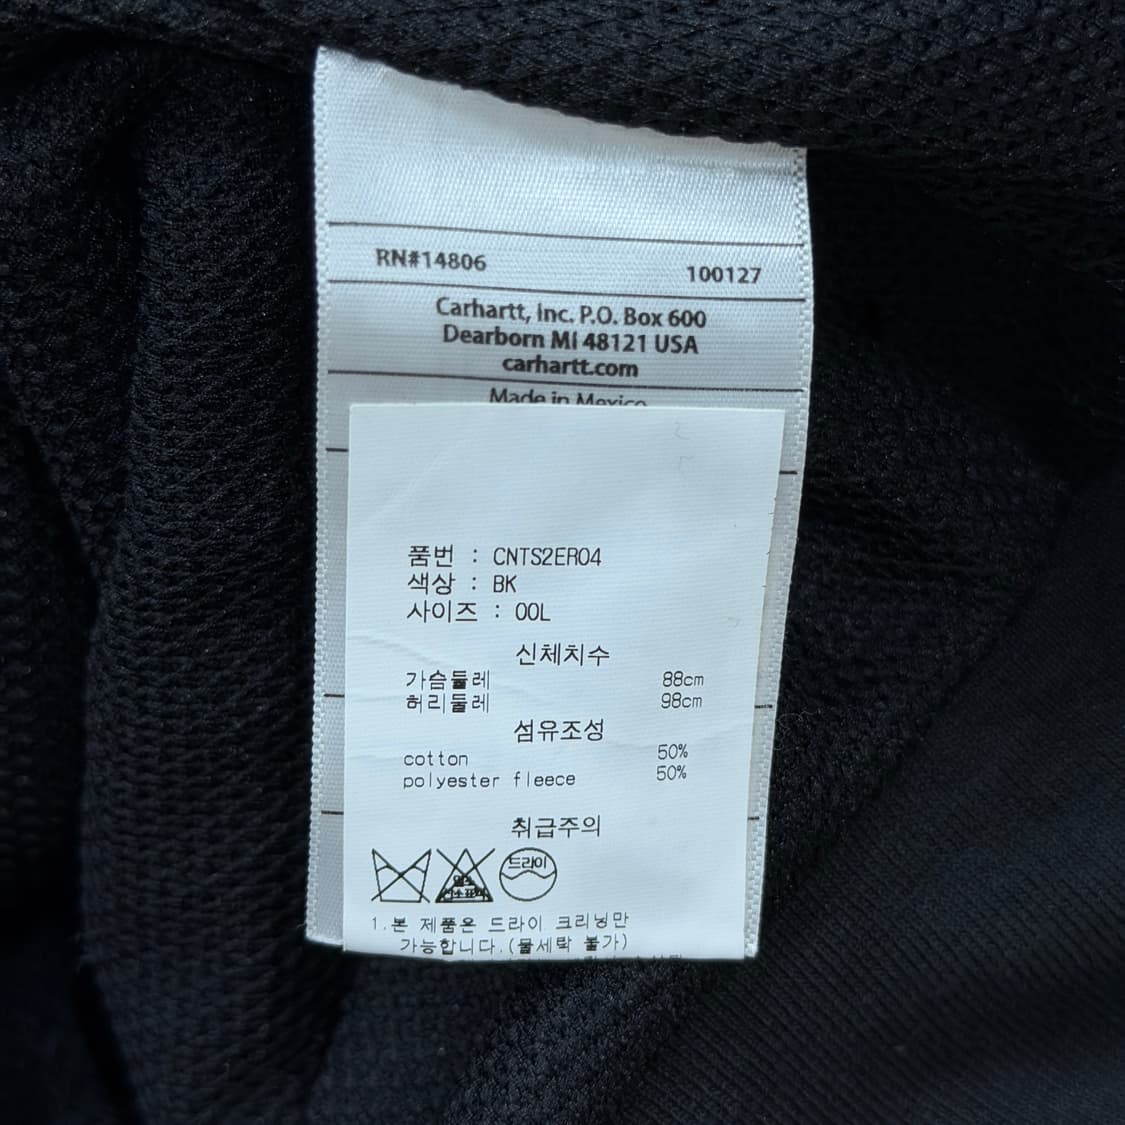 RN#14806 100127
Carhartt, Inc. P.O. Box 600
Dearborn MI 48121 USA
carhartt.com
Made in Mexico
품번 : CNTS2ER04
색상 : BK
사이즈 : 00L
신체치수
가슴둘레 88cm
허리둘레 98cm
섬유조성
cotton 50%
polyester fleece 50%
취급주의
드라이
1.본 제품은 드라이 크리닝만
가능합니다.(물세탁 불가)